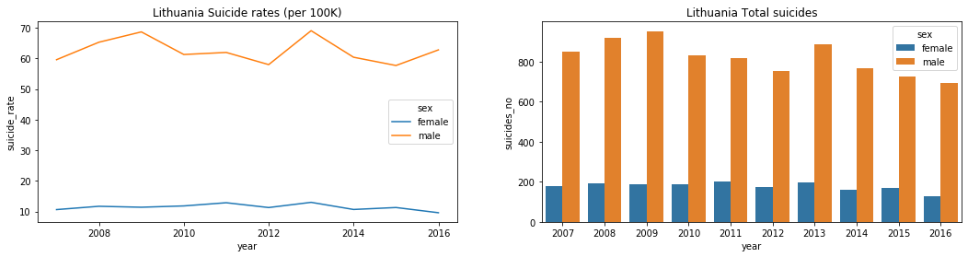 Lithuania Suicide rates (per 100K)
70
60
50
40
30
20
10
suicide_rate
sex
female
male
2008
2010
2012
2014
2016
year
Lithuania Total suicides
800
600
400
200
0
suicides_no
sex
female
male
2007
2008
2009
2010
2011
2012
2013
2014
2015
2016
year